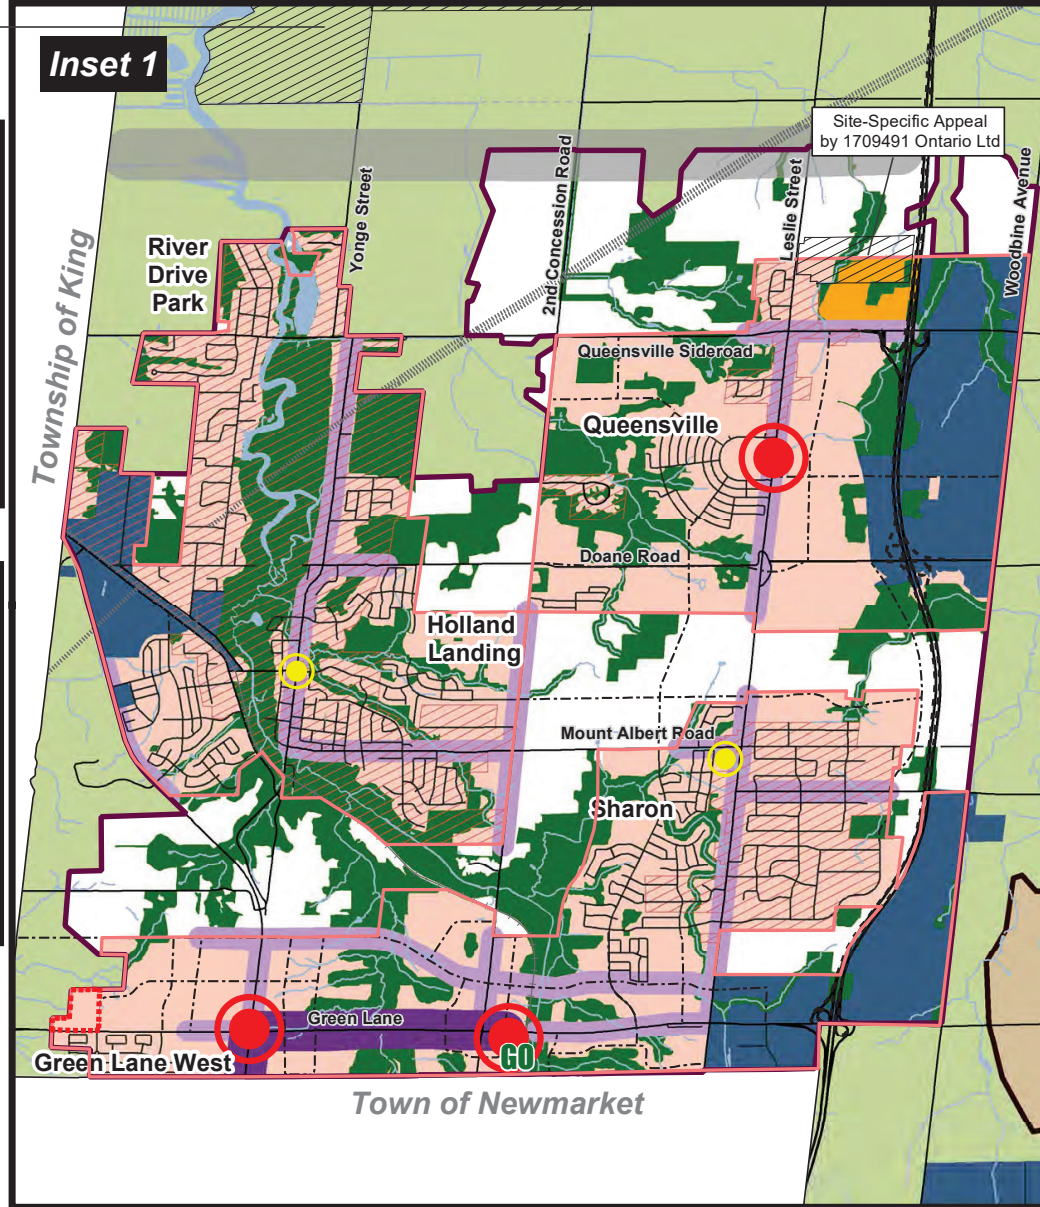 Inset 1
Site-Specific Appeal
by 1709491 Ontario Ltd
Woodbine Avenue
Leslie Street
2nd Concession Road
Yonge Street
River
Drive
Park
Township of King
Queensville Sideroad
Queensville
Doane Road
Holland
Landing
Mount Albert Road
Sharon
Green Lane
GO
Green Lane West
Town of Newmarket